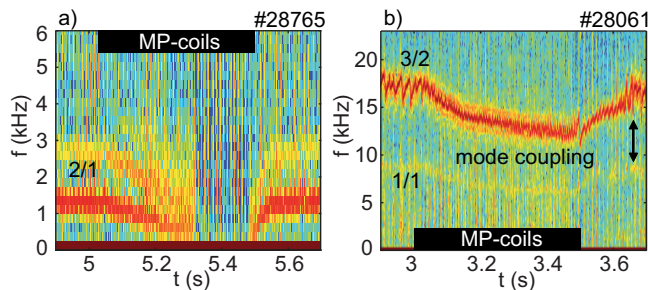 a) #28765
MP-coils
f (kHz)
6
5
4
3
2
1
0
2/1
5 5.2 5.4 5.6
t (s)
b) #28061
f (kHz)
20
15
10
5
0
3/2
mode coupling
1/1
MP-coils
2.9 3 3.2 3.4 3.6
t (s)